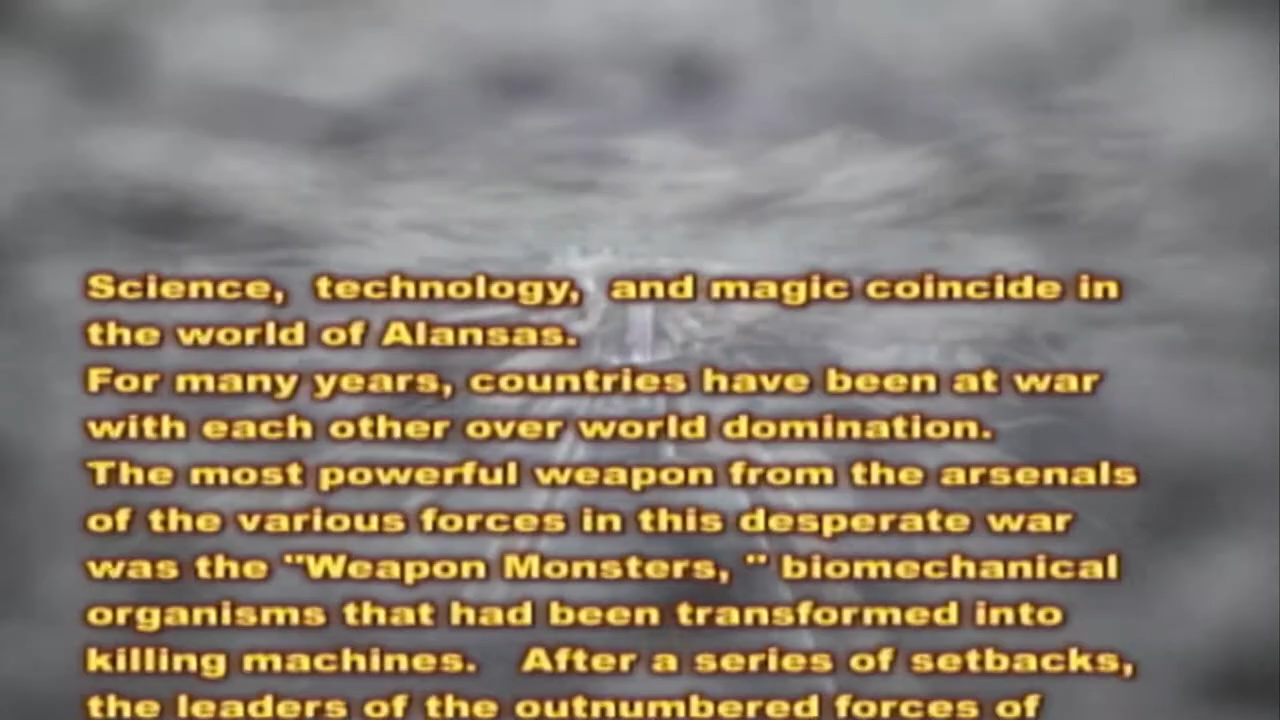 Science, technology, and magic coincide in
the world of Alansas.
For many years, countries have been at war
with each other over world domination.
The most powerful weapon from the arsenals
of the various forces in this desperate war
was the "Weapon Monsters, " biomechanical
organisms that had been transformed into
killing machines. After a series of setbacks,
the leaders of the outnumbered forces of